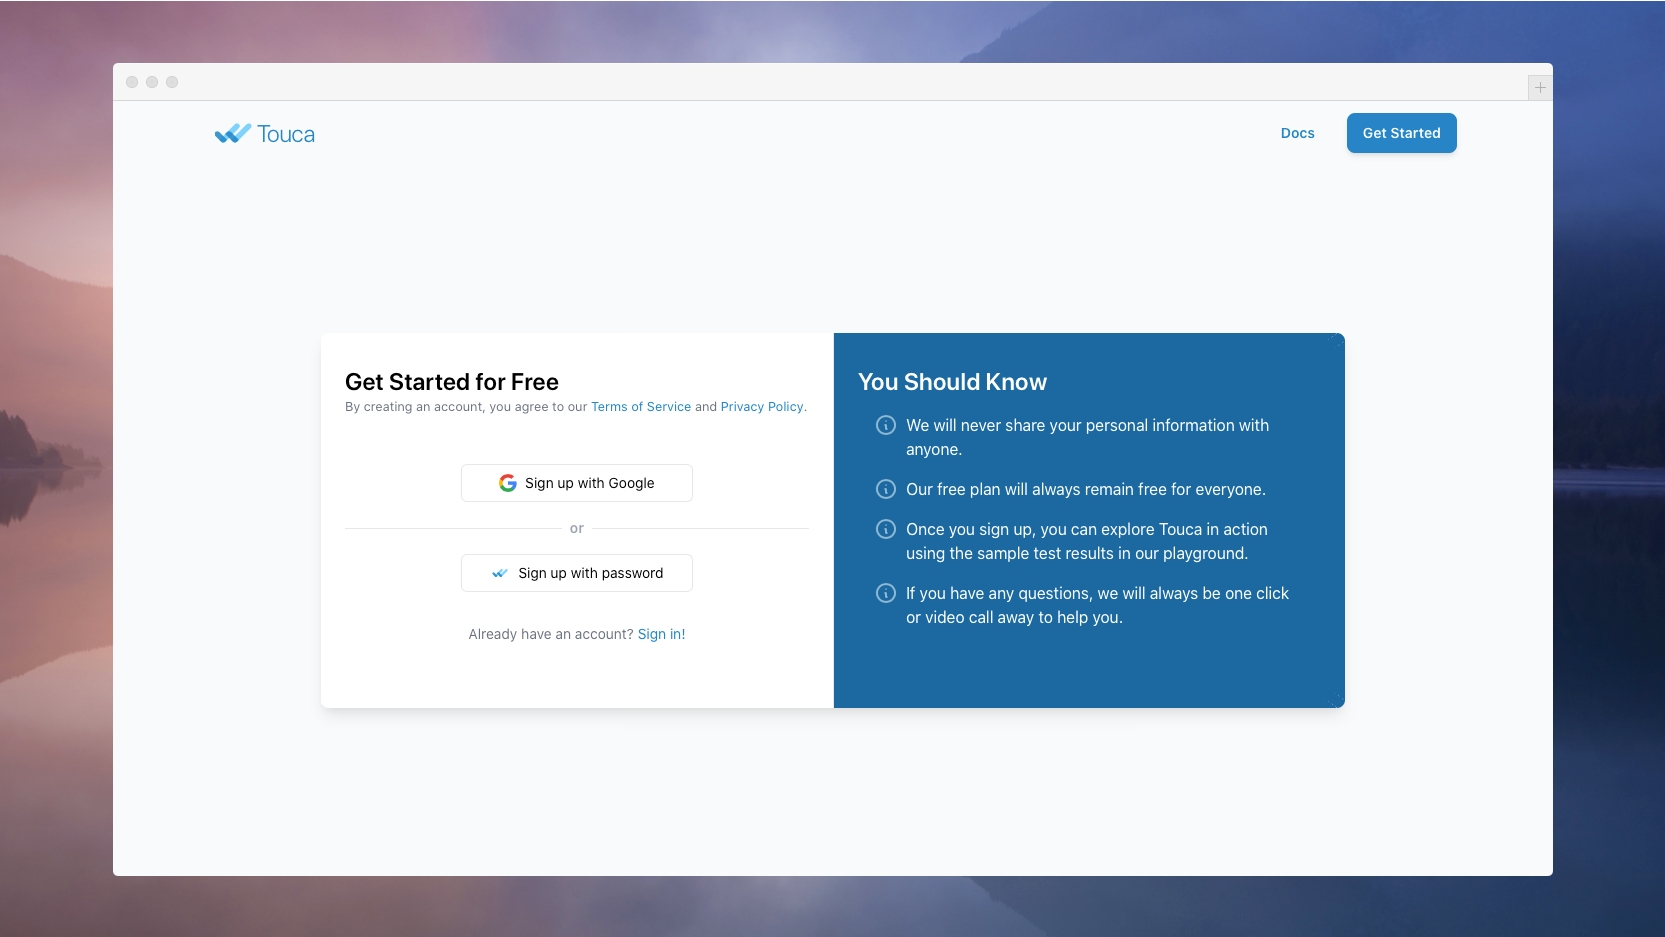 Touca
Docs
Get Started
Get Started for Free
By creating an account, you agree to our Terms of Service and Privacy Policy.
Sign up with Google
or
Sign up with password
Already have an account? Sign in!
You Should Know
We will never share your personal information with
anyone.
Our free plan will always remain free for everyone.
Once you sign up, you can explore Touca in action
using the sample test results in our playground.
If you have any questions, we will always be one click
or video call away to help you.